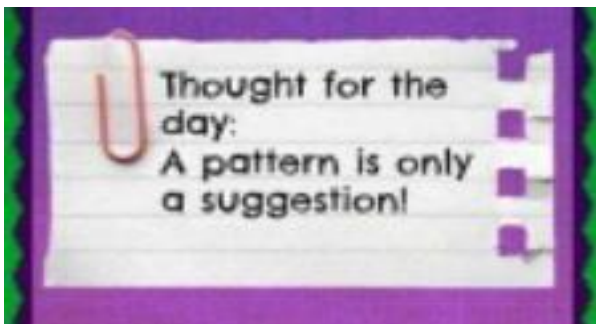 Thought for the
day:
A pattern is only
a suggestion!